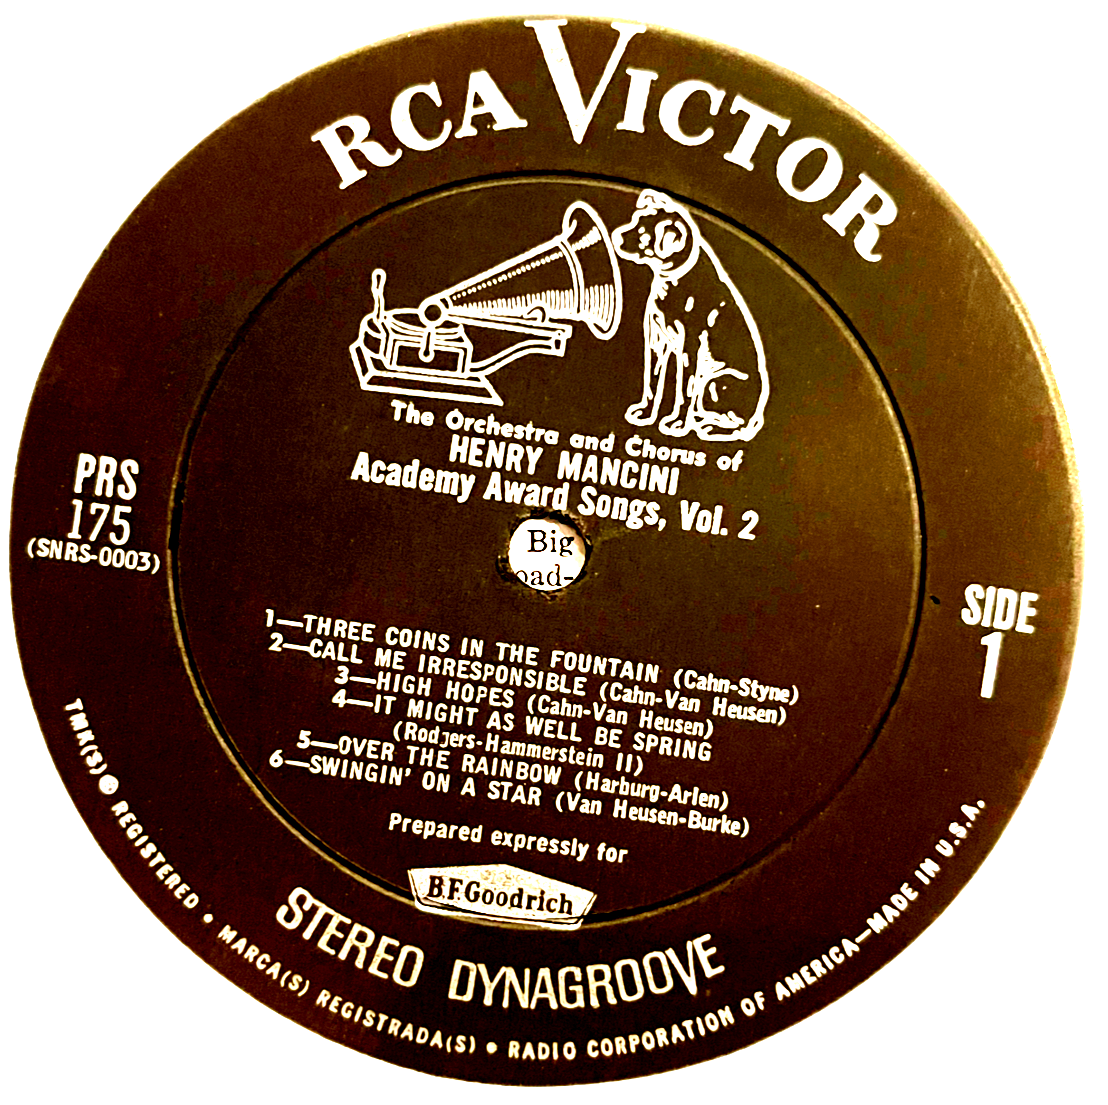 RCA VICTOR
The Orchestra and Chorus of
HENRY MANCINI
Academy Award Songs, Vol. 2
PRS
175
(SNRS-0003)
Big
oad-
SIDE
1
1—THREE COINS IN THE FOUNTAIN (Cahn-Styne)
2—CALL ME IRRESPONSIBLE (Cahn-Van Heusen)
3—HIGH HOPES (Cahn-Van Heusen)
4—IT MIGHT AS WELL BE SPRING
(Rodgers-Hammerstein II)
5—OVER THE RAINBOW (Harburg-Arlen)
6—SWINGIN' ON A STAR (Van Heusen-Burke)
Prepared expressly for
B.F.Goodrich
STEREO DYNAGROOVE
TMK(S) ® REGISTERED • MARCA(S) REGISTRADA(S) • RADIO CORPORATION OF AMERICA—MADE IN U.S.A.